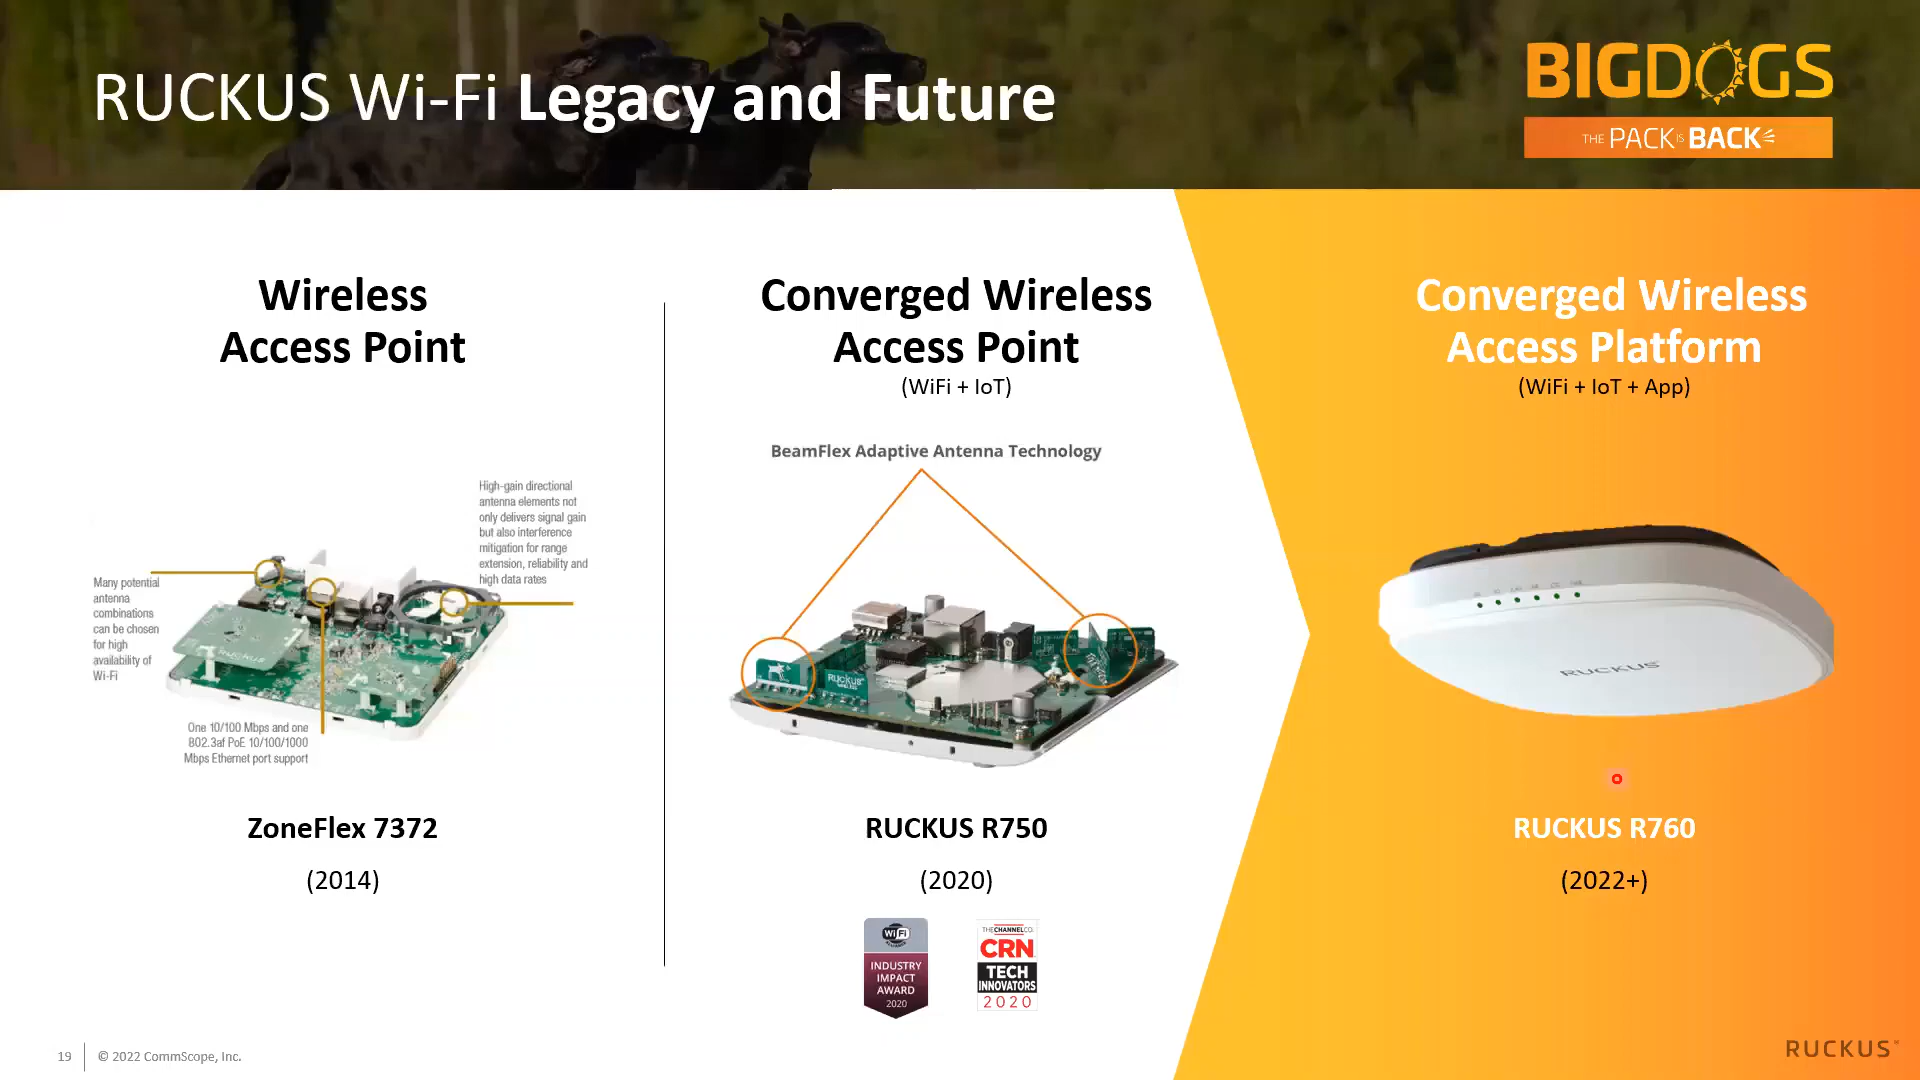 RUCKUS Wi-Fi Legacy and Future
BIGDOGS
THE PACK IS BACK
Wireless
Access Point
Many potential
antenna
combinations
can be chosen
for high
availability of
Wi-Fi
High-gain directional
antenna elements not
only delivers signal gain
but also interference
mitigation for range
extension, reliability and
high data rates
RUCKUS
One 10/100 Mbps and one
802.3af PoE 10/100/1000
Mbps Ethernet port support
ZoneFlex 7372
(2014)
Converged Wireless
Access Point
(WiFi + IoT)
BeamFlex Adaptive Antenna Technology
RUCKUS
RUCKUS R750
(2020)
WiFi
INDUSTRY
IMPACT
AWARD
2020
THECHANNELCO.
CRN
TECH
INNOVATORS
2020
Converged Wireless
Access Platform
(WiFi + IoT + App)
RUCKUS
RUCKUS R760
(2022+)
19
© 2022 CommScope, Inc.
RUCKUS